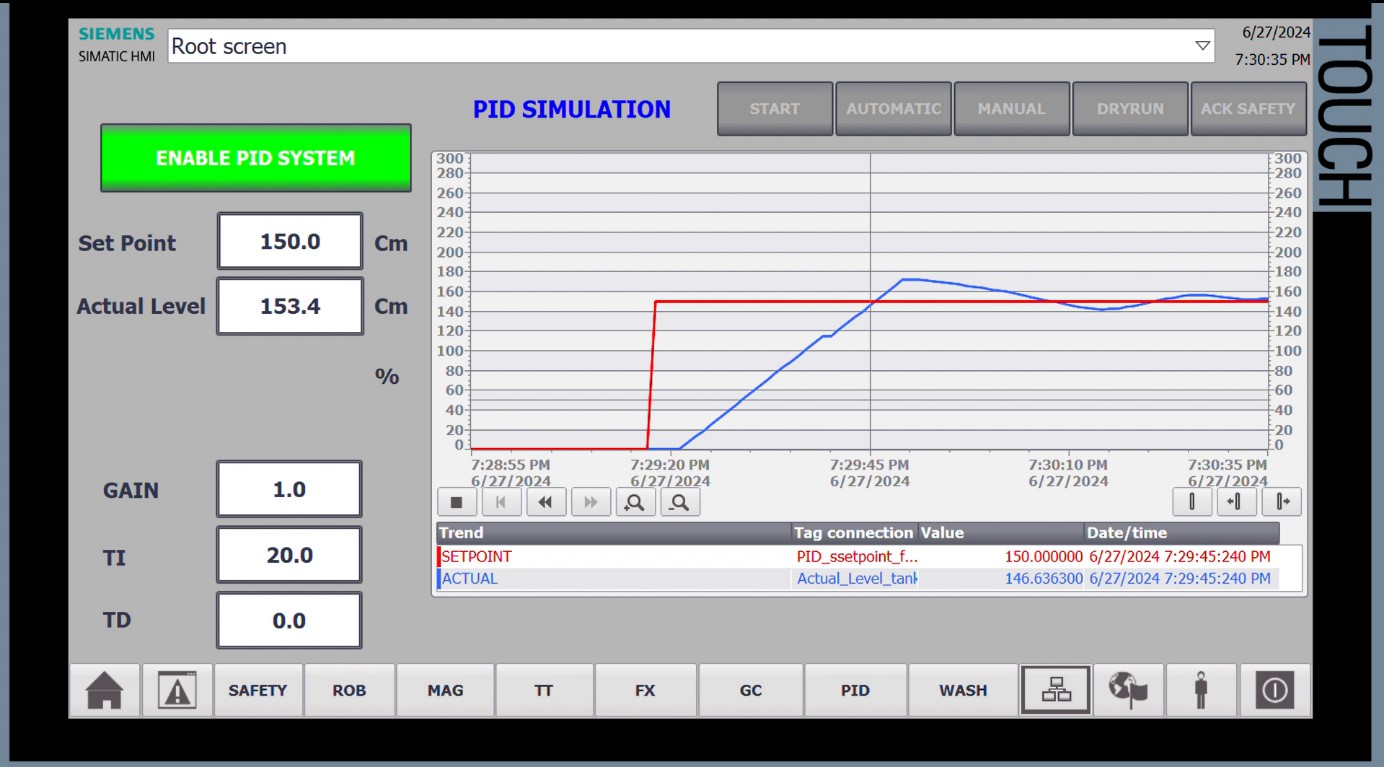 SIEMENS
SIMATIC HMI
Root screen
6/27/2024
7:30:35 PM
TOUCH
PID SIMULATION
START
AUTOMATIC
MANUAL
DRYRUN
ACK SAFETY
ENABLE PID SYSTEM
Set Point 150.0 Cm
Actual Level 153.4 Cm
%
GAIN 1.0
TI 20.0
TD 0.0
300 300
280 280
260 260
240 240
220 220
200 200
180 180
160 160
140 140
120 120
100 100
80 80
60 60
40 40
20 20
0 0
7:28:55 PM 7:29:20 PM 7:29:45 PM 7:30:10 PM 7:30:35 PM
6/27/2024 6/27/2024 6/27/2024 6/27/2024 6/27/2024
Trend Tag connection Value Date/time
SETPOINT PID_ssetpoint_f... 150.000000 6/27/2024 7:29:45:240 PM
ACTUAL Actual_Level_tank 146.636300 6/27/2024 7:29:45:240 PM
SAFETY ROB MAG TT FX GC PID WASH